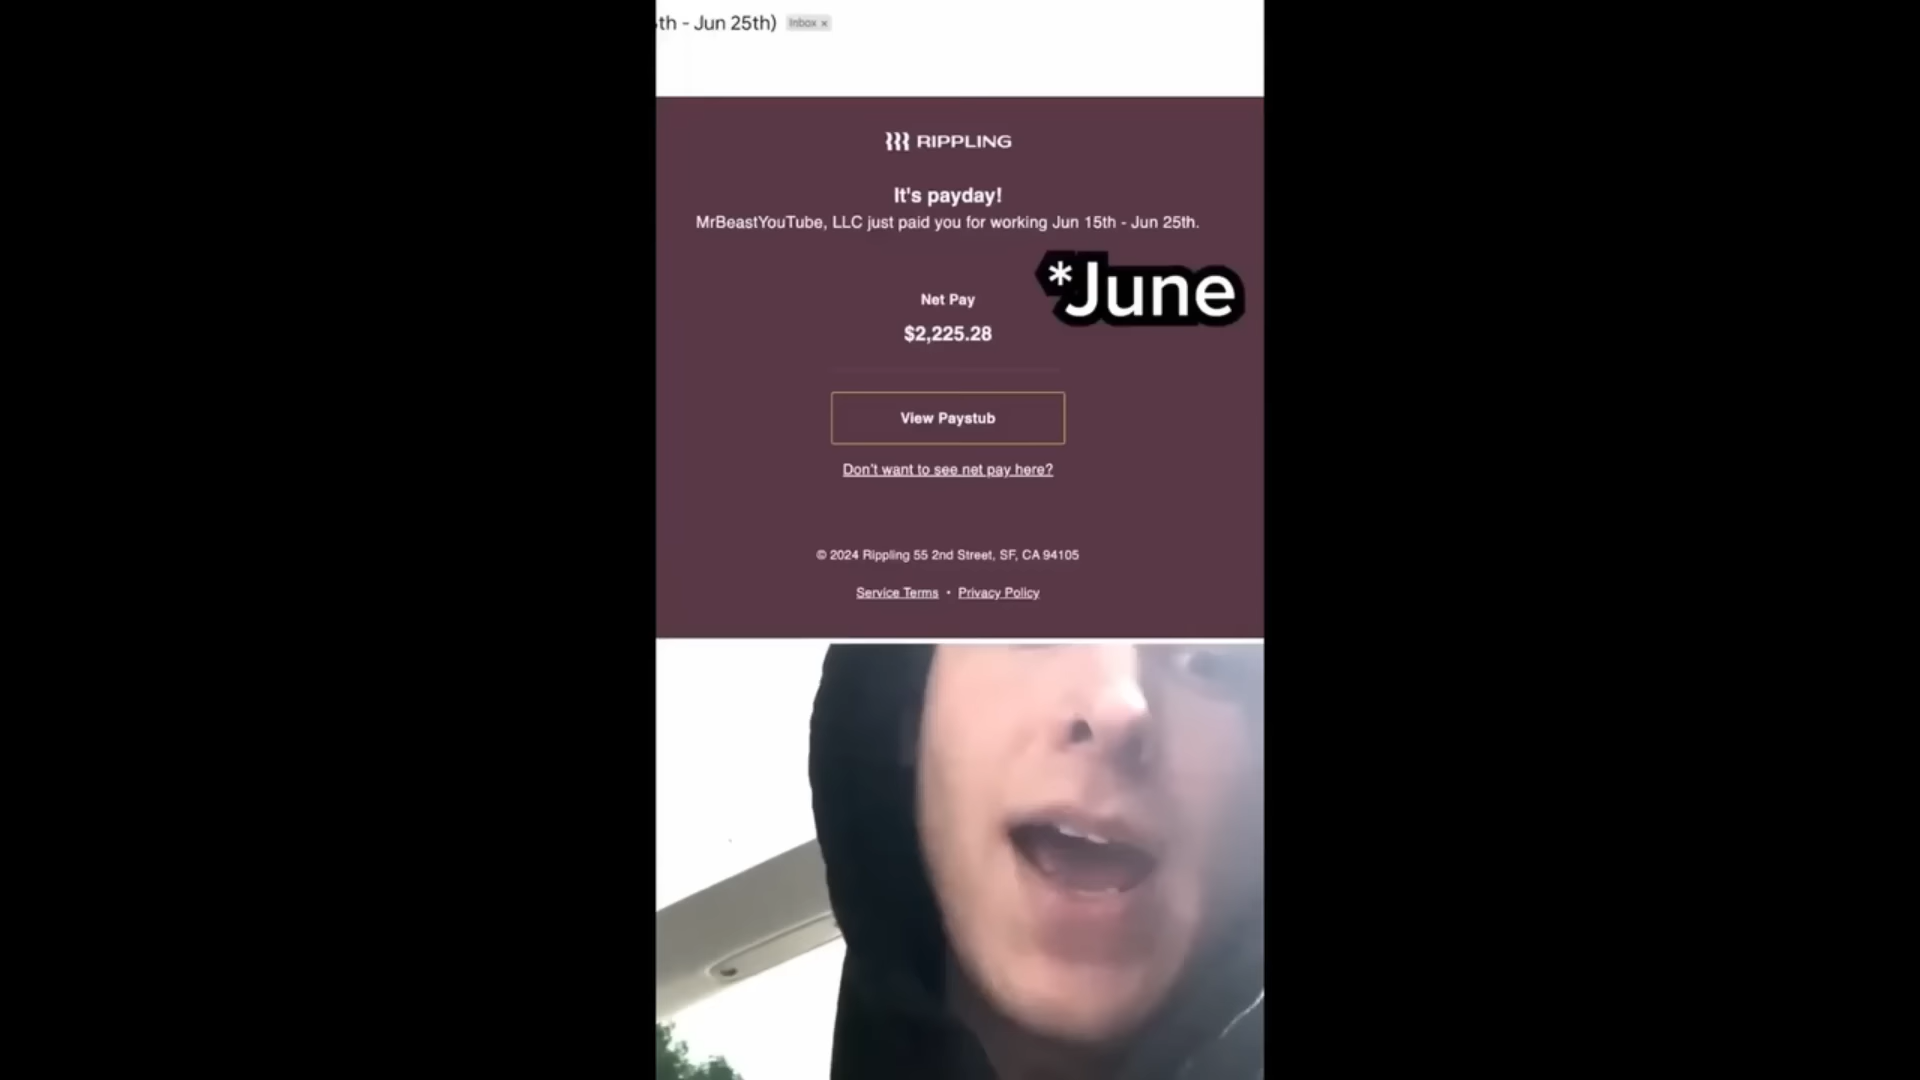 th - Jun 25th) Inbox ×
RIPPLING
It's payday!
MrBeastYouTube, LLC just paid you for working Jun 15th - Jun 25th.
*June
Net Pay
$2,225.28
View Paystub
Don't want to see net pay here?
© 2024 Rippling 55 2nd Street, SF, CA 94105
Service Terms • Privacy Policy